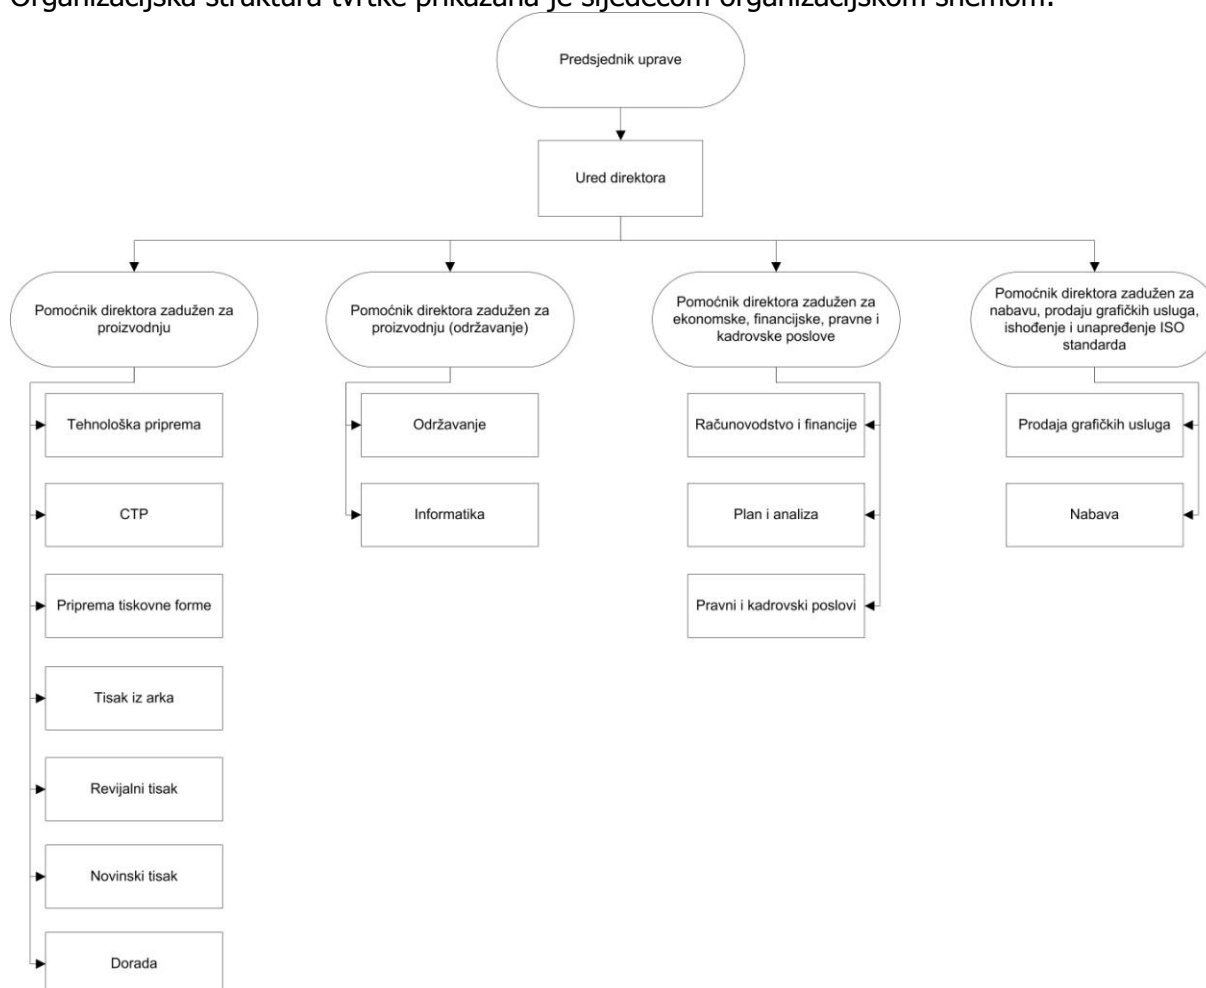 Organizacijska struktura tvrtke prikazana je sljedećom organizacijskom shemom:
Predsjednik uprave
Ured direktora
Pomoćnik direktora zadužen za
proizvodnju
Pomoćnik direktora zadužen za
proizvodnju (održavanje)
Pomoćnik direktora zadužen za
ekonomske, financijske, pravne i
kadrovske poslove
Pomoćnik direktora zadužen za
nabavu, prodaju grafičkih usluga,
ishođenje i unapređenje ISO
standarda
Tehnološka priprema
CTP
Priprema tiskovne forme
Tisak iz arka
Revijalni tisak
Novinski tisak
Dorada
Održavanje
Informatika
Računovodstvo i financije
Plan i analiza
Pravni i kadrovski poslovi
Prodaja grafičkih usluga
Nabava